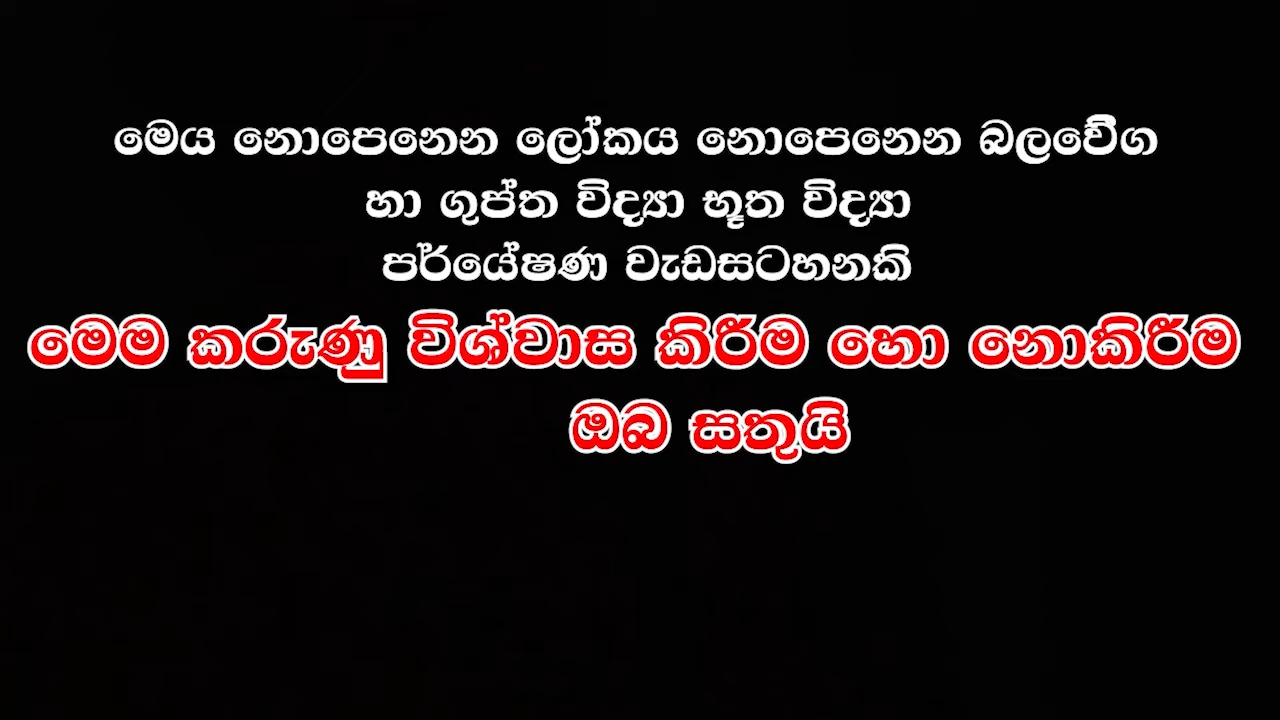 මෙය නොපෙනෙන ලෝකය නොපෙනෙන බලවේග
හා ගුප්ත විද්‍යා භූත විද්‍යා
පර්යේෂණ වැඩසටහනකි
මෙම කරුණු විශ්වාස කිරීම හො නොකිරීම
ඔබ සතුයි